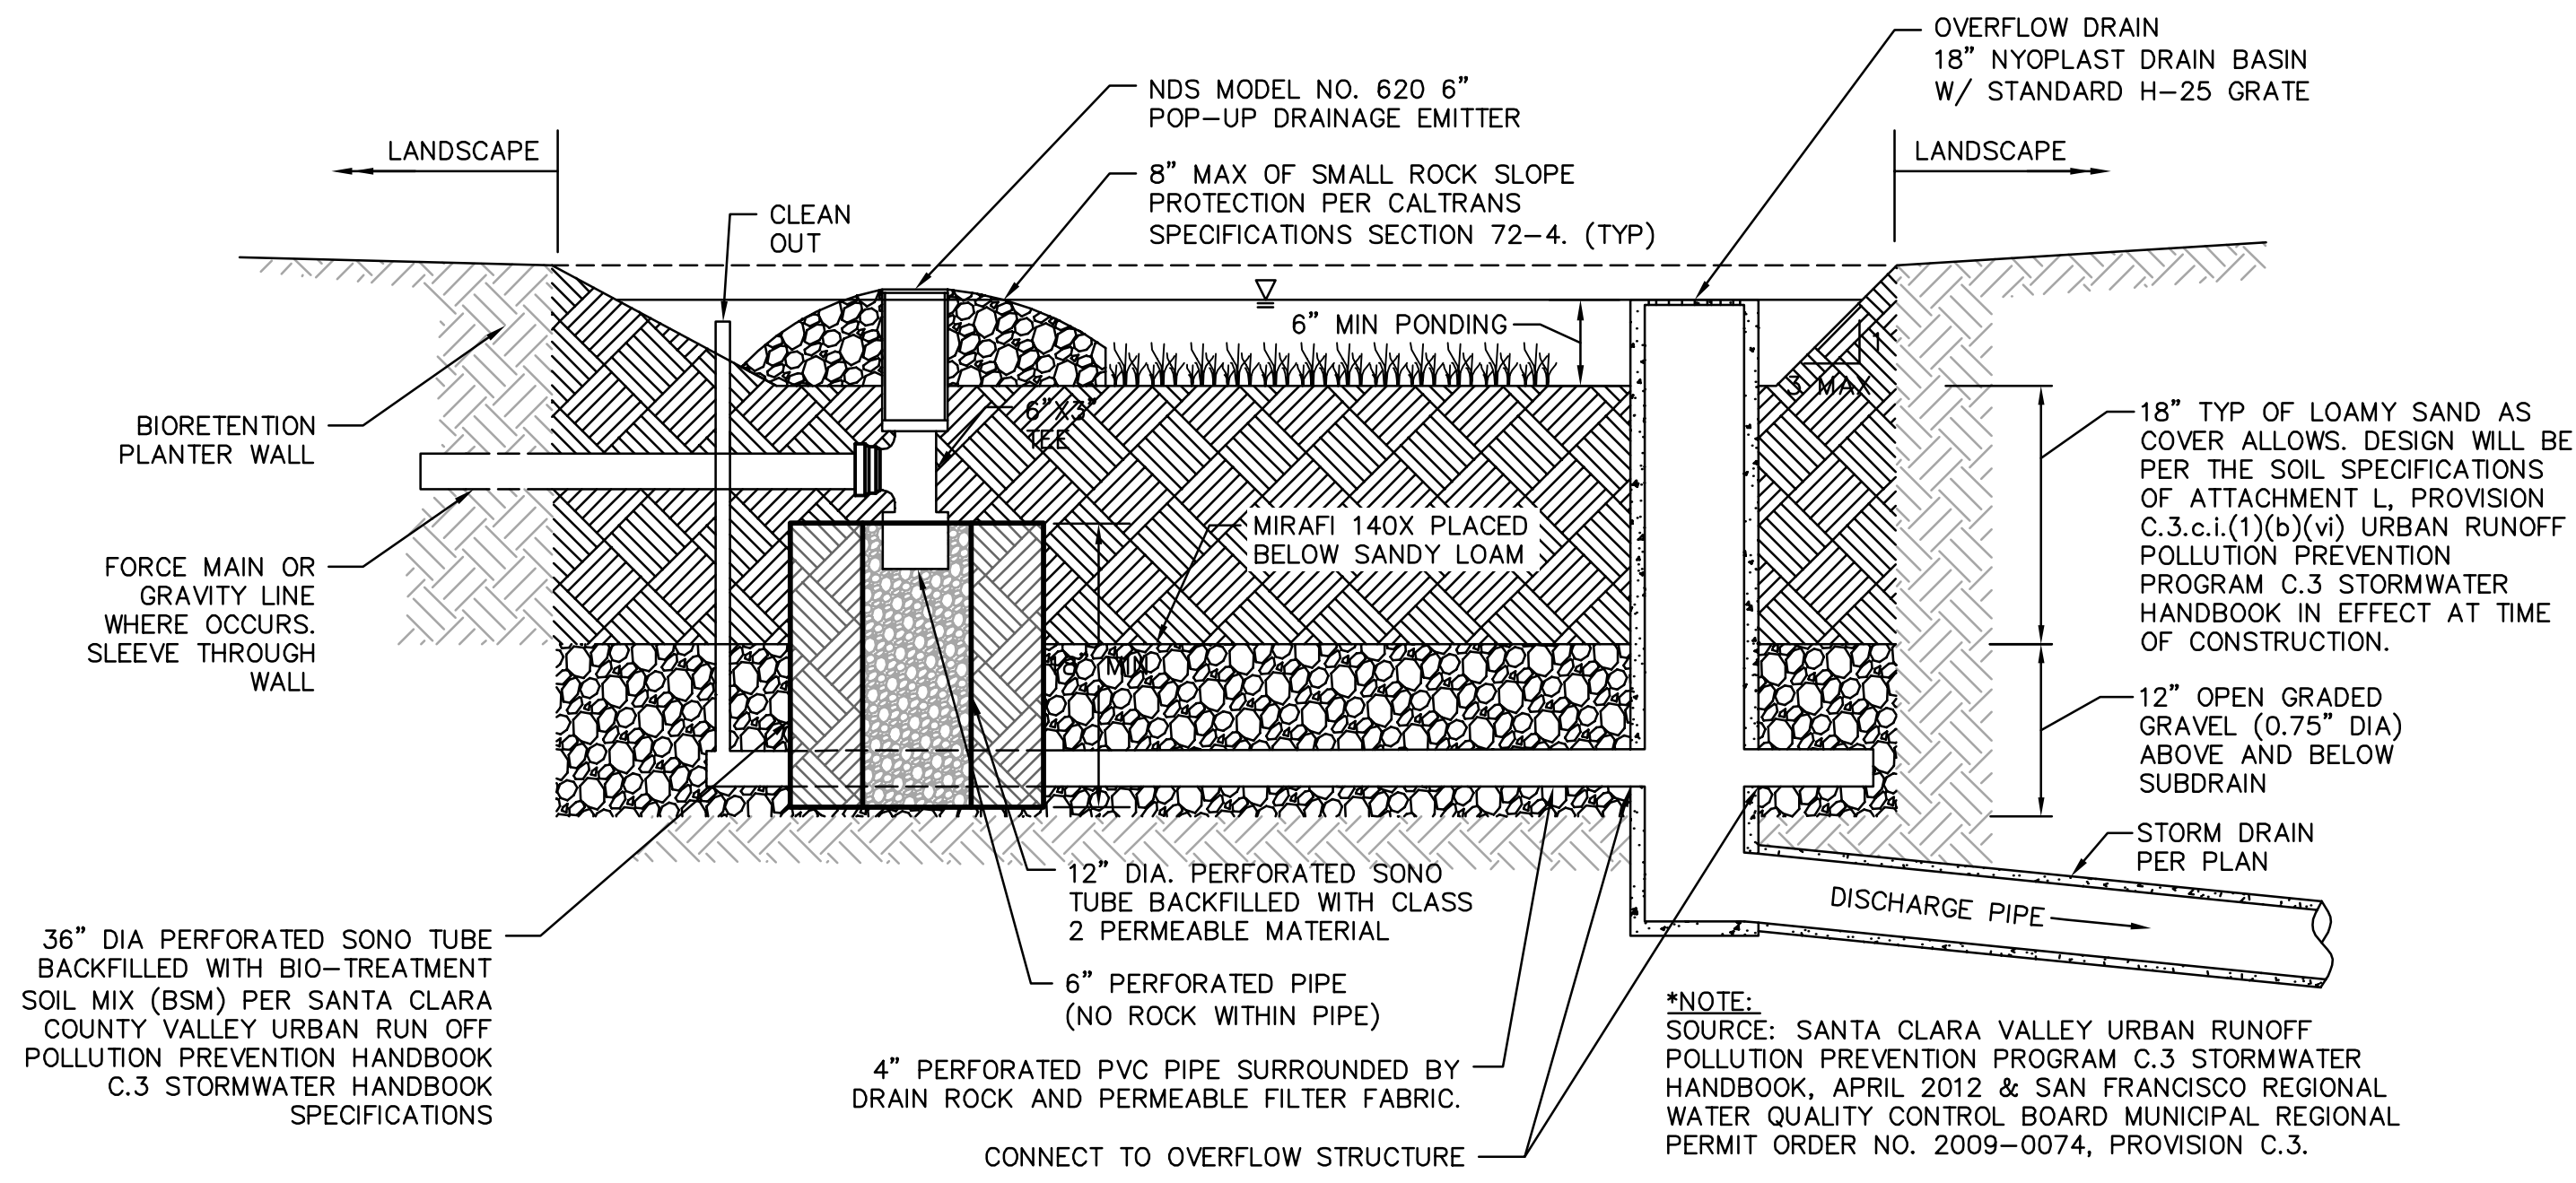 OVERFLOW DRAIN
18" NYOPLAST DRAIN BASIN
W/ STANDARD H-25 GRATE
NDS MODEL NO. 620 6"
POP-UP DRAINAGE EMITTER
LANDSCAPE
LANDSCAPE
8" MAX OF SMALL ROCK SLOPE
PROTECTION PER CALTRANS
SPECIFICATIONS SECTION 72-4. (TYP)
CLEAN
OUT
6" MIN PONDING
1
3 MAX
BIORETENTION
PLANTER WALL
6"X3"
TEE
18" TYP OF LOAMY SAND AS
COVER ALLOWS. DESIGN WILL BE
PER THE SOIL SPECIFICATIONS
OF ATTACHMENT L, PROVISION
C.3.c.i.(1)(b)(vi) URBAN RUNOFF
POLLUTION PREVENTION
PROGRAM C.3 STORMWATER
HANDBOOK IN EFFECT AT TIME
OF CONSTRUCTION.
MIRAFI 140X PLACED
BELOW SANDY LOAM
FORCE MAIN OR
GRAVITY LINE
WHERE OCCURS.
SLEEVE THROUGH
WALL
MIN
12" OPEN GRADED
GRAVEL (0.75" DIA)
ABOVE AND BELOW
SUBDRAIN
STORM DRAIN
PER PLAN
DISCHARGE PIPE
12" DIA. PERFORATED SONO
TUBE BACKFILLED WITH CLASS
2 PERMEABLE MATERIAL
36" DIA PERFORATED SONO TUBE
BACKFILLED WITH BIO-TREATMENT
SOIL MIX (BSM) PER SANTA CLARA
COUNTY VALLEY URBAN RUN OFF
POLLUTION PREVENTION HANDBOOK
C.3 STORMWATER HANDBOOK
SPECIFICATIONS
6" PERFORATED PIPE
(NO ROCK WITHIN PIPE)
4" PERFORATED PVC PIPE SURROUNDED BY
DRAIN ROCK AND PERMEABLE FILTER FABRIC.
CONNECT TO OVERFLOW STRUCTURE
*NOTE:
SOURCE: SANTA CLARA VALLEY URBAN RUNOFF
POLLUTION PREVENTION PROGRAM C.3 STORMWATER
HANDBOOK, APRIL 2012 & SAN FRANCISCO REGIONAL
WATER QUALITY CONTROL BOARD MUNICIPAL REGIONAL
PERMIT ORDER NO. 2009-0074, PROVISION C.3.